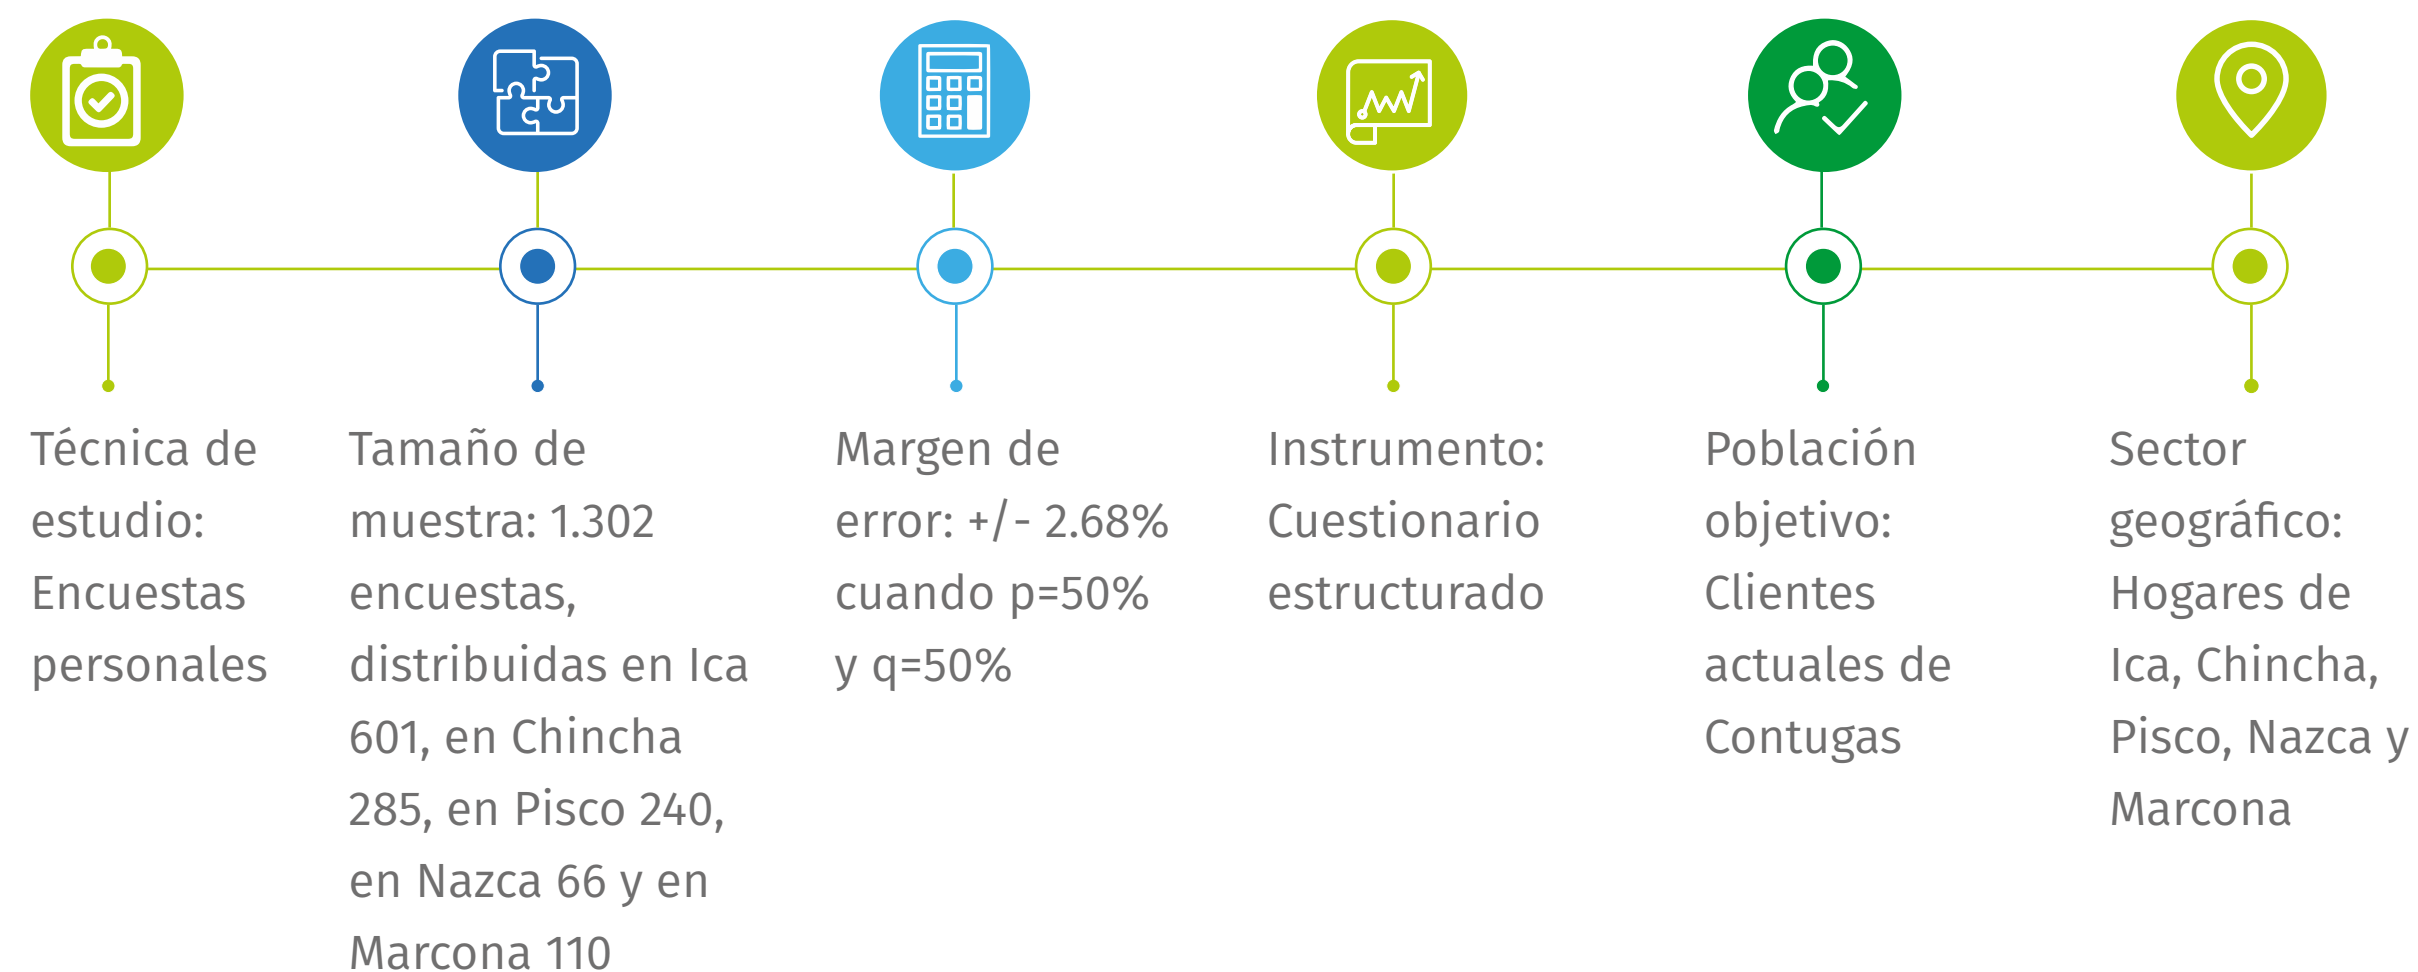 Técnica de
estudio:
Encuestas
personales
Tamaño de
muestra: 1.302
encuestas,
distribuidas en Ica
601, en Chincha
285, en Pisco 240,
en Nazca 66 y en
Marcona 110
Margen de
error: +/- 2.68%
cuando p=50%
y q=50%
Instrumento:
Cuestionario
estructurado
Población
objetivo:
Clientes
actuales de
Contugas
Sector
geográfico:
Hogares de
Ica, Chincha,
Pisco, Nazca y
Marcona